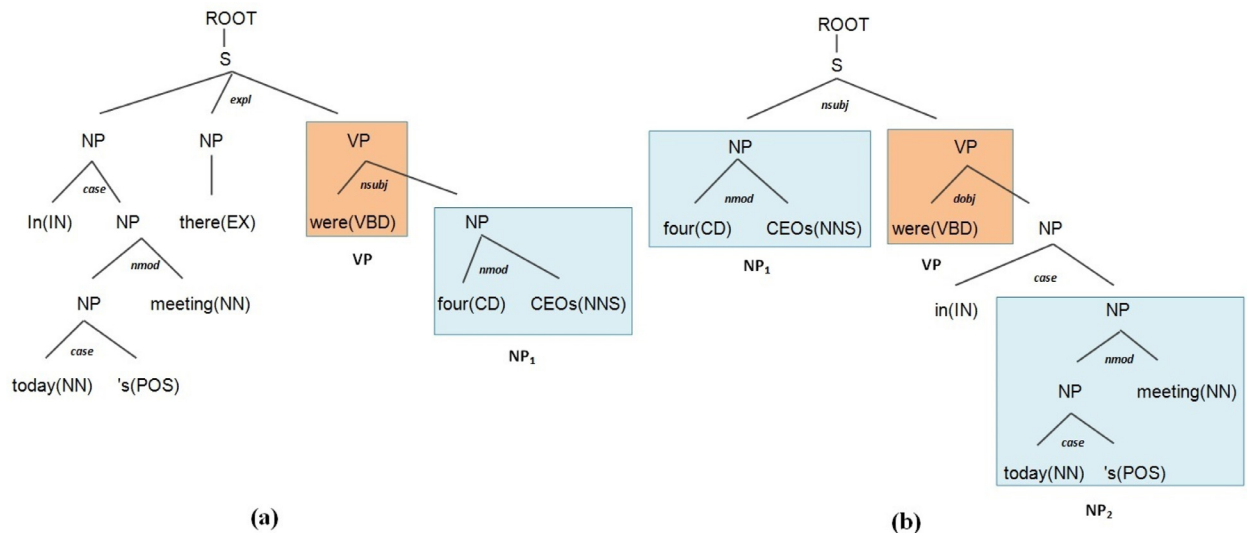 ROOT
S
expl
NP NP VP
case nsubj
In(IN) NP there(EX) were(VBD) NP
VP
nmod nmod
NP meeting(NN) four(CD) CEOs(NNS)
case NP₁
today(NN) 's(POS)
(a)
ROOT
S
nsubj
NP VP
nmod dobj
four(CD) CEOs(NNS) were(VBD) NP
NP₁ VP
case
in(IN) NP
nmod
NP meeting(NN)
case
today(NN) 's(POS)
NP₂
(b)